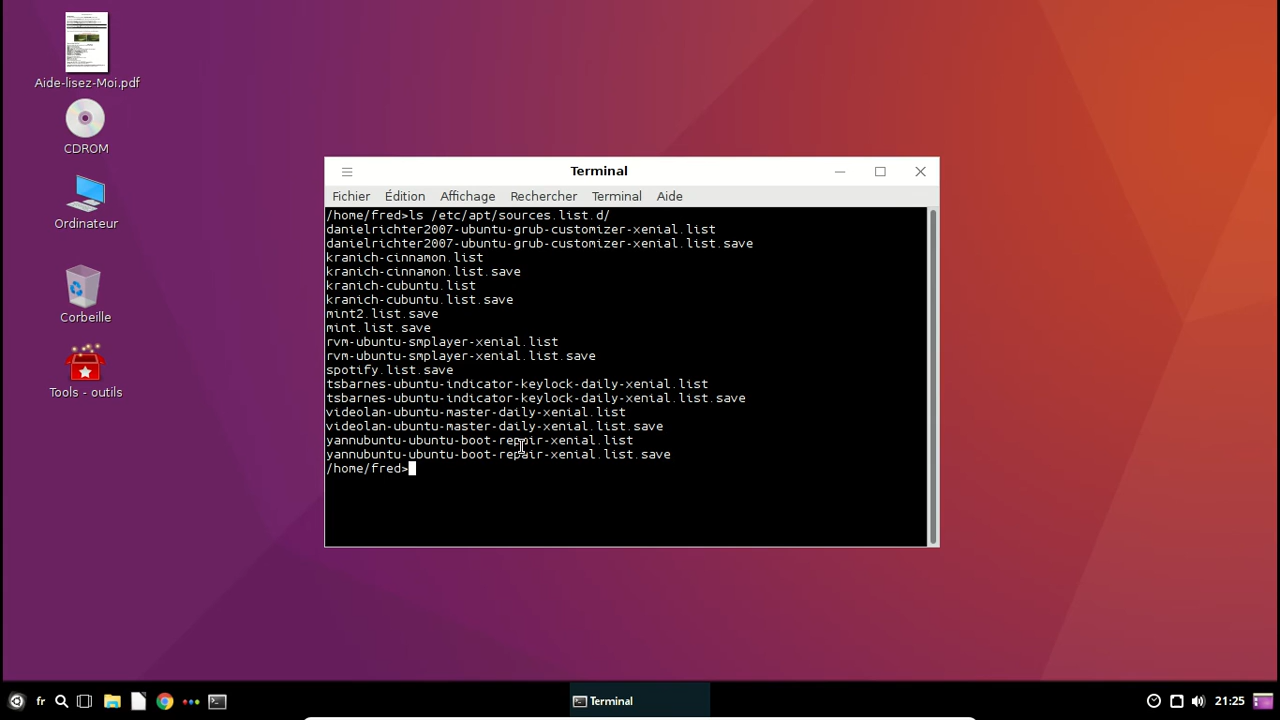 Aide-lisez-Moi.pdf
CDROM
Ordinateur
Corbeille
Tools - outils
Terminal
Fichier Édition Affichage Rechercher Terminal Aide
/home/fred>ls /etc/apt/sources.list.d/
danielrichter2007-ubuntu-grub-customizer-xenial.list
danielrichter2007-ubuntu-grub-customizer-xenial.list.save
kranich-cinnamon.list
kranich-cinnamon.list.save
kranich-cubuntu.list
kranich-cubuntu.list.save
mint2.list.save
mint.list.save
rvm-ubuntu-smplayer-xenial.list
rvm-ubuntu-smplayer-xenial.list.save
spotify.list.save
tsbarnes-ubuntu-indicator-keylock-daily-xenial.list
tsbarnes-ubuntu-indicator-keylock-daily-xenial.list.save
videolan-ubuntu-master-daily-xenial.list
videolan-ubuntu-master-daily-xenial.list.save
yannubuntu-ubuntu-boot-repair-xenial.list
yannubuntu-ubuntu-boot-repair-xenial.list.save
/home/fred>
fr Terminal 21:25